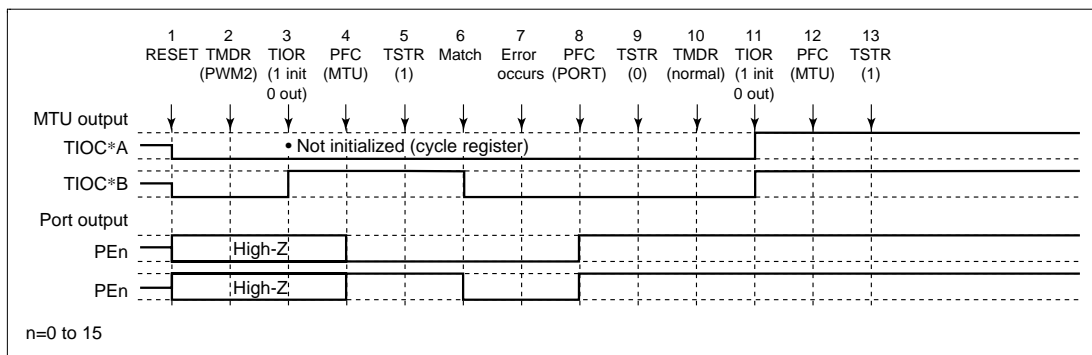 1 2 3 4 5 6 7 8 9 10 11 12 13
RESET TMDR TIOR PFC TSTR Match Error PFC TSTR TMDR TIOR PFC TSTR
(PWM2) (1 init (MTU) (1) occurs (PORT) (0) (normal) (1 init (MTU) (1)
0 out) 0 out)
MTU output
TIOC*A • Not initialized (cycle register)
TIOC*B
Port output
PEn High-Z
PEn High-Z
n=0 to 15